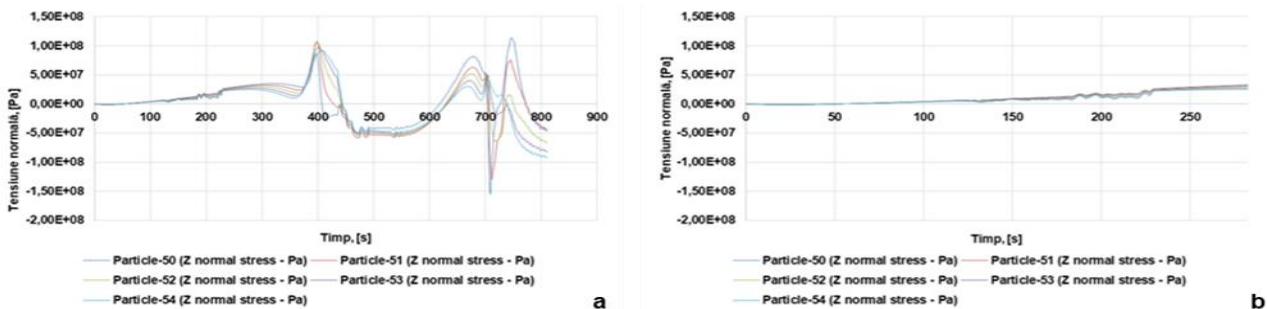 1,50E+08
1,00E+08
5,00E+07
0,00E+00
-5,00E+07
-1,00E+08
-1,50E+08
-2,00E+08
Tensiune normală, [Pa]
0 100 200 300 400 500 600 700 800 900
Timp, [s]
Particle-50 (Z normal stress - Pa) Particle-51 (Z normal stress - Pa)
Particle-52 (Z normal stress - Pa) Particle-53 (Z normal stress - Pa)
Particle-54 (Z normal stress - Pa)
a
1,50E+08
1,00E+08
5,00E+07
0,00E+00
-5,00E+07
-1,00E+08
-1,50E+08
-2,00E+08
Tensiune normală, [Pa]
0 50 100 150 200 250
Timp, [s]
Particle-50 (Z normal stress - Pa) Particle-51 (Z normal stress - Pa)
Particle-52 (Z normal stress - Pa) Particle-53 (Z normal stress - Pa)
Particle-54 (Z normal stress - Pa)
b